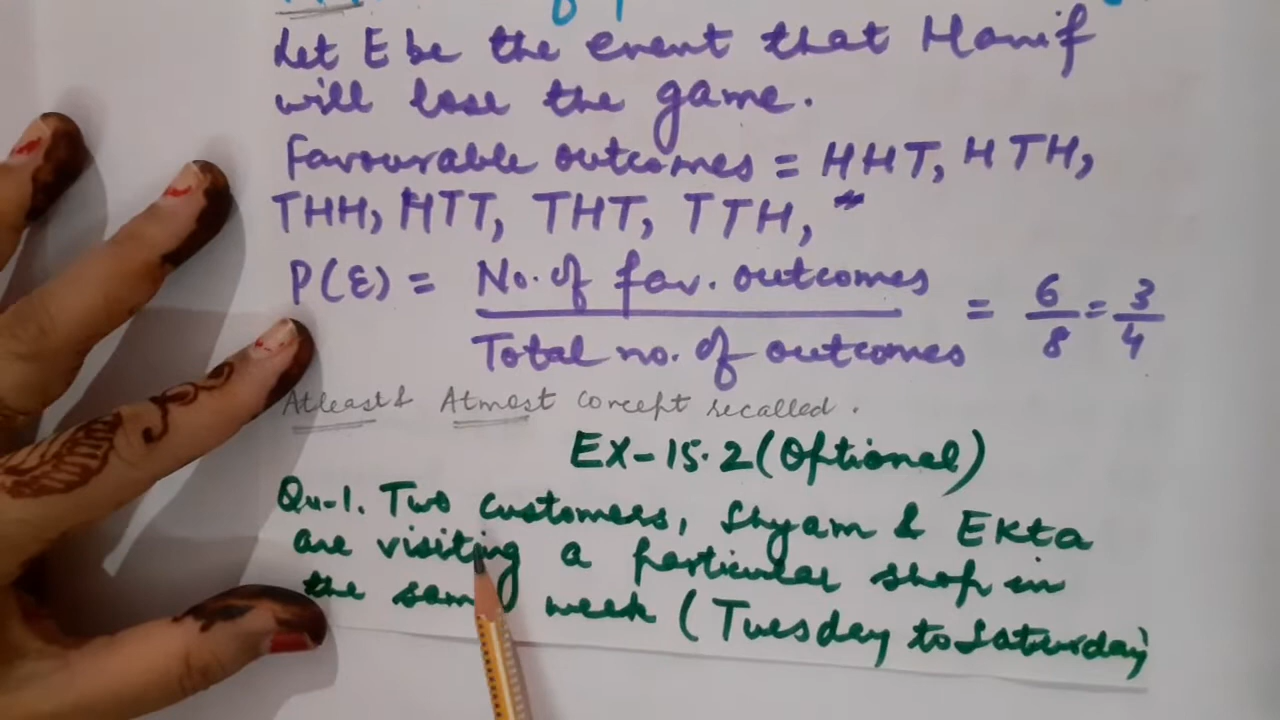 Let E be the event that Hanif
will lose the game.
Favourable outcomes = HHT, HTH,
THH, HTT, THT, TTH,
P(E) = No. of fav. outcomes / Total no. of outcomes = 6/8 = 3/4
Atleast & Atmost concept recalled.
EX-15.2 (Optional)
Qu-1. Two customers, Shyam & Ekta
are visiting a particular shop in
the same week (Tuesday to Saturday)